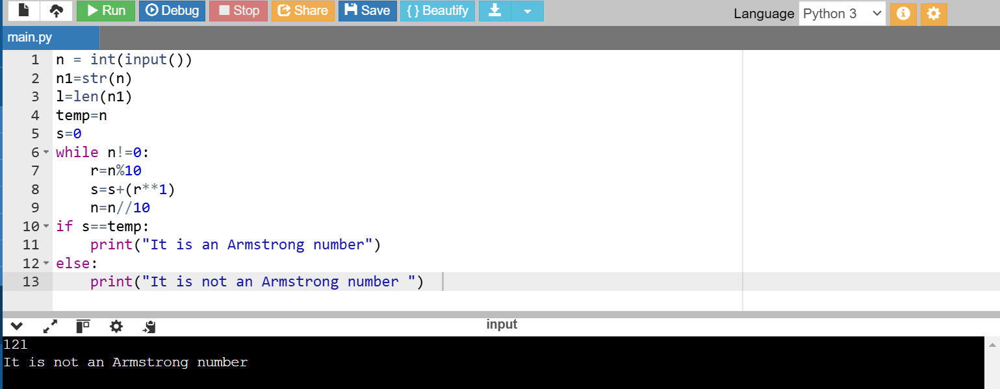 Run Debug Stop Share Save { } Beautify Language Python 3
main.py
1 n = int(input())
2 n1=str(n)
3 l=len(n1)
4 temp=n
5 s=0
6 while n!=0:
7 r=n%10
8 s=s+(r**1)
9 n=n//10
10 if s==temp:
11 print("It is an Armstrong number")
12 else:
13 print("It is not an Armstrong number ")
input
121
It is not an Armstrong number